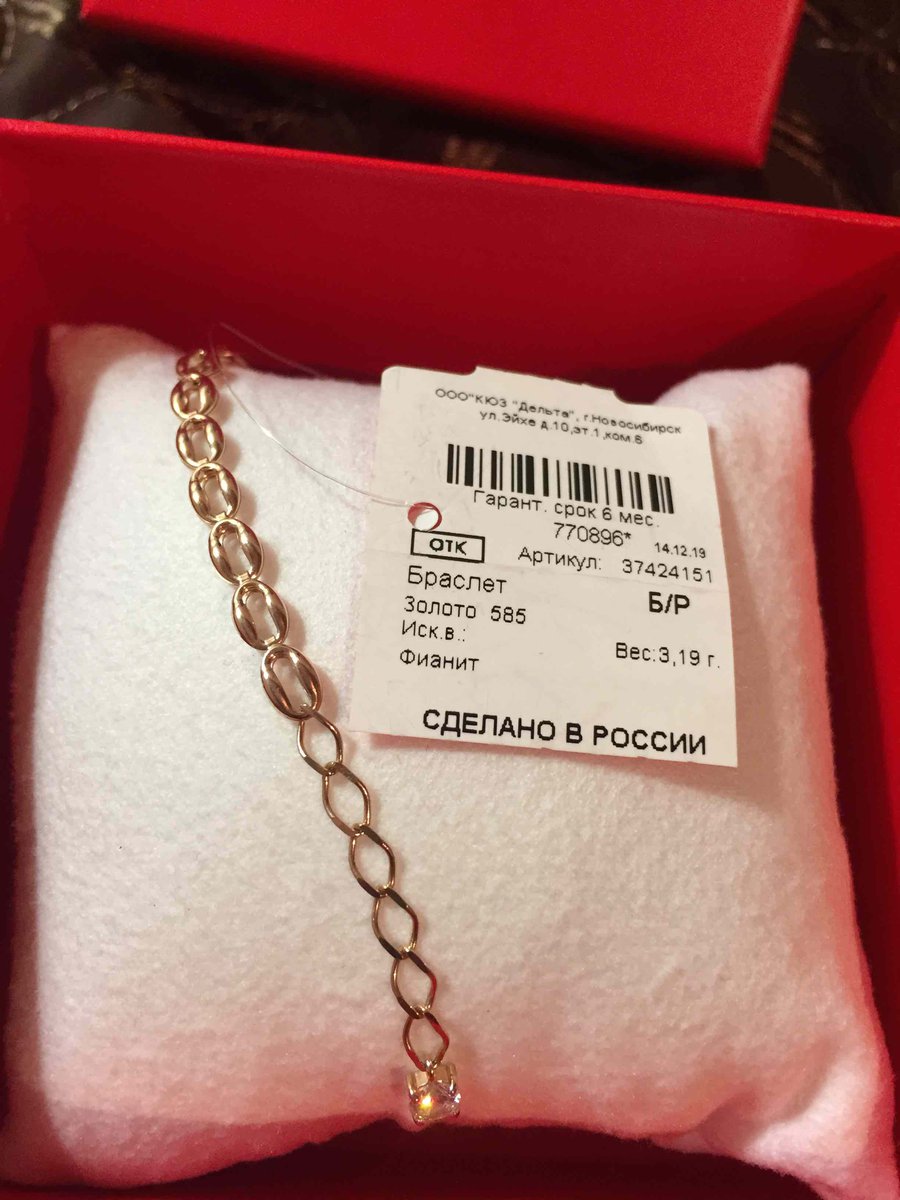 ООО"КЮЗ "Дельта", г.Новосибирск
ул.Эйхе д.10,эт.1,ком.6
Гарант. срок 6 мес.
770896* 14.12.19
ОТК Артикул: 37424151
Браслет Б/Р
Золото 585
Иск.в.:
Фианит Вес:3,19 г.
СДЕЛАНО В РОССИИ